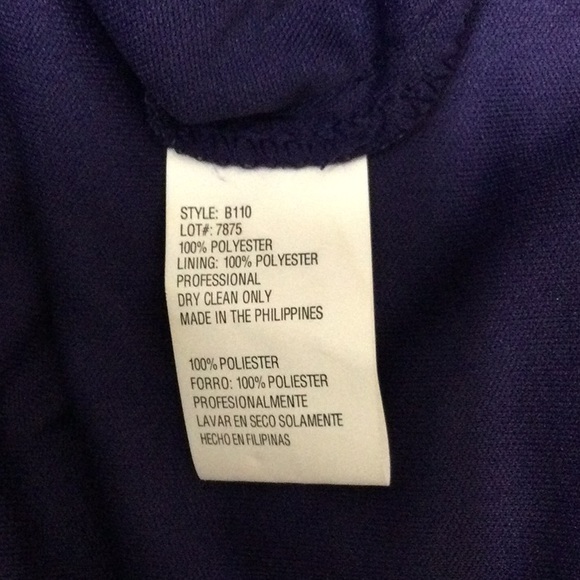 STYLE: B110
LOT#: 7875
100% POLYESTER
LINING: 100% POLYESTER
PROFESSIONAL
DRY CLEAN ONLY
MADE IN THE PHILIPPINES
100% POLIESTER
FORRO: 100% POLIESTER
PROFESIONALMENTE
LAVAR EN SECO SOLAMENTE
HECHO EN FILIPINAS